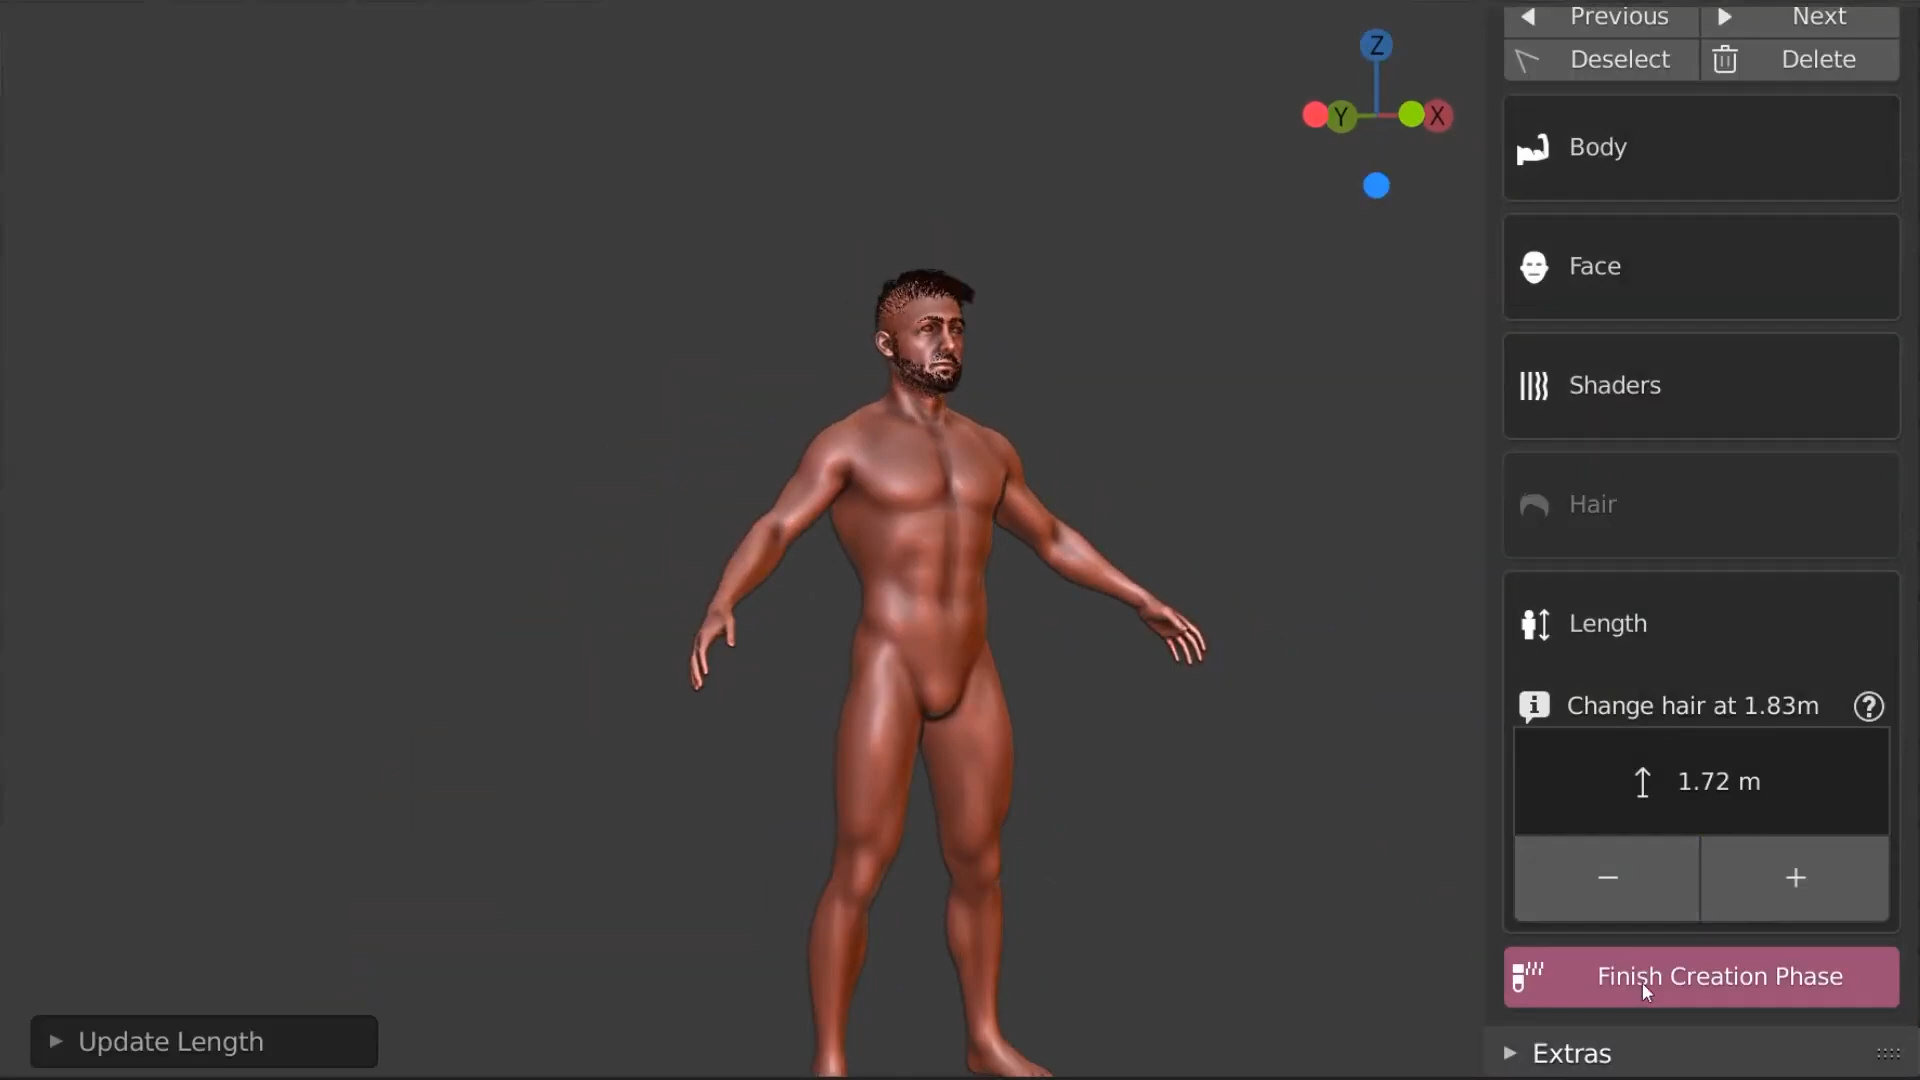 Previous
Next
Deselect
Delete
Z
Y
X
Body
Face
Shaders
Hair
Length
Change hair at 1.83m
1.72 m
Finish Creation Phase
Update Length
Extras